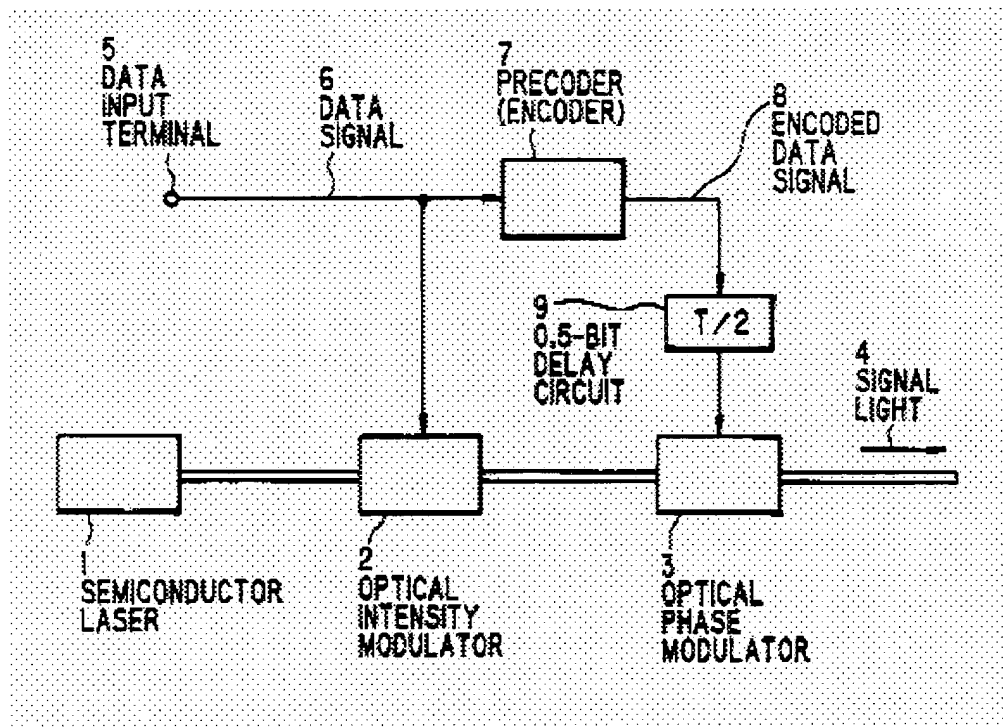 5
DATA
INPUT
TERMINAL
6
DATA
SIGNAL
7
PRECODER
(ENCODER)
8
ENCODED
DATA
SIGNAL
9
0.5-BIT
DELAY
CIRCUIT
T/2
4
SIGNAL
LIGHT
1
SEMICONDUCTOR
LASER
2
OPTICAL
INTENSITY
MODULATOR
3
OPTICAL
PHASE
MODULATOR